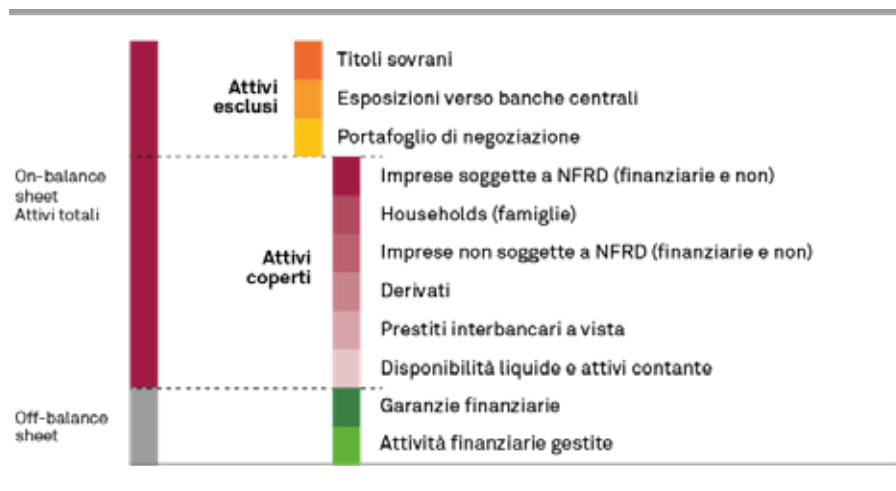 Titoli sovrani
Attivi
esclusi
Esposizioni verso banche centrali
Portafoglio di negoziazione
On-balance
sheet
Attivi totali
Imprese soggette a NFRD (finanziarie e non)
Households (famiglie)
Imprese non soggette a NFRD (finanziarie e non)
Attivi
coperti
Derivati
Prestiti interbancari a vista
Disponibilità liquide e attivi contante
Off-balance
sheet
Garanzie finanziarie
Attività finanziarie gestite